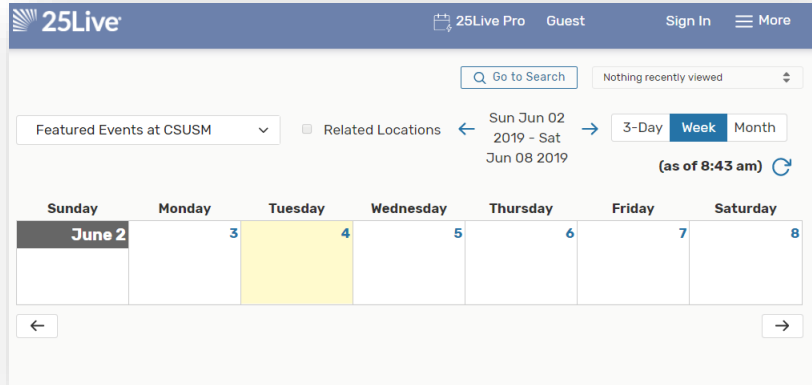 25Live
25Live Pro Guest Sign In More
Go to Search Nothing recently viewed
Featured Events at CSUSM Related Locations
Sun Jun 02
2019 - Sat
Jun 08 2019
3-Day Week Month
(as of 8:43 am)
Sunday Monday Tuesday Wednesday Thursday Friday Saturday
June 2 3 4 5 6 7 8